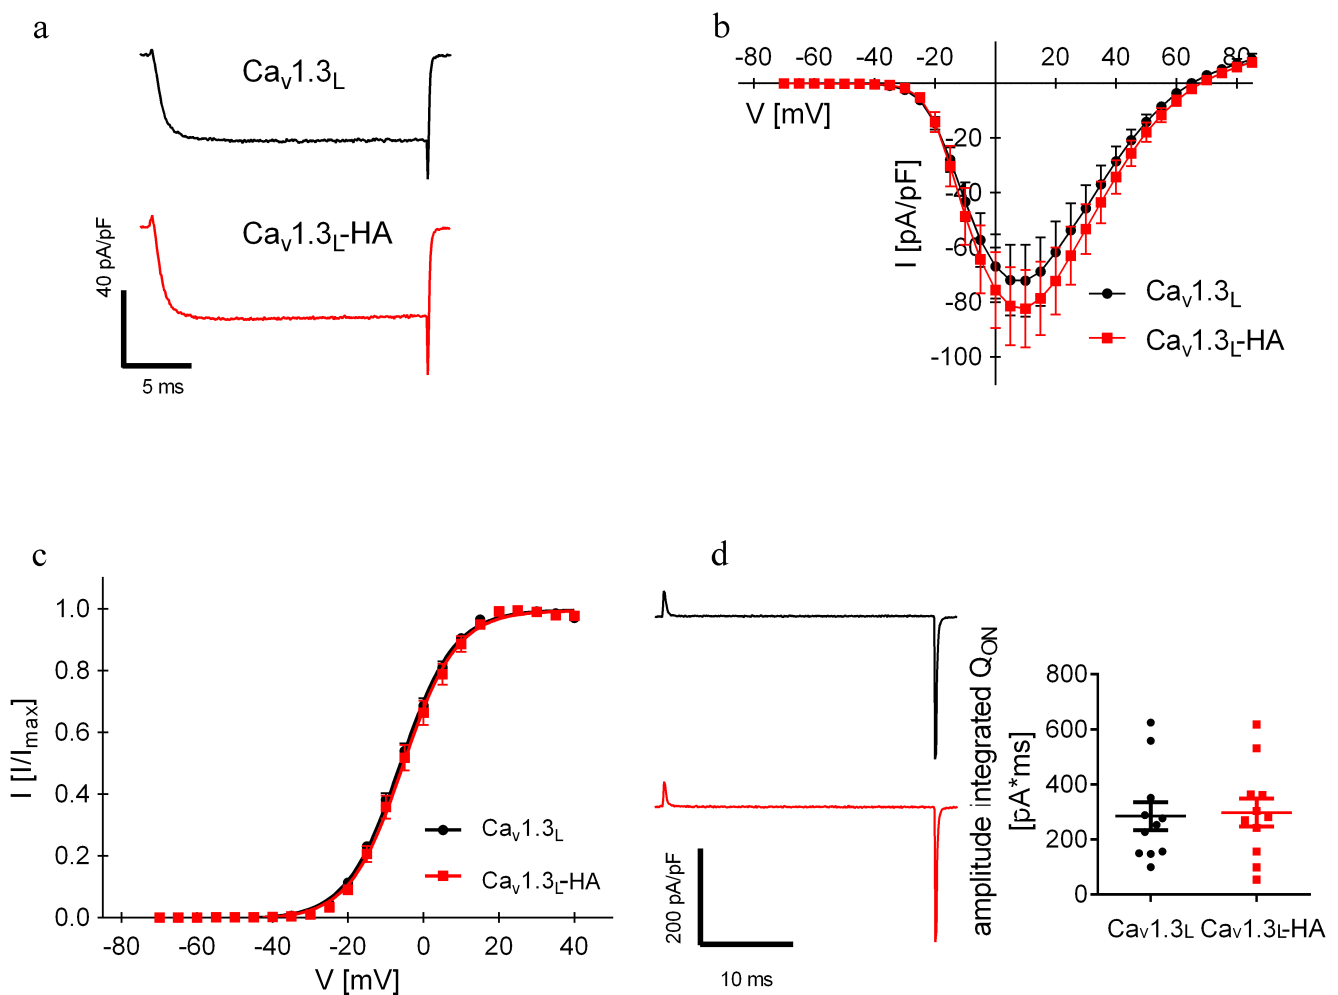 a
Cav1.3L
Cav1.3L-HA
40 pA/pF
5 ms
b
-80 -60 -40 -20 20 40 60 80
V [mV]
I [pA/pF]
-20
-40
-60
-80
-100
Cav1.3L
Cav1.3L-HA
c
I [I/Imax]
1.0
0.8
0.6
0.4
0.2
0.0
-80 -60 -40 -20 0 20 40
V [mV]
Cav1.3L
Cav1.3L-HA
d
200 pA/pF
10 ms
amplitude integrated QON
[pA*ms]
800
600
400
200
0
Cav1.3L Cav1.3L-HA